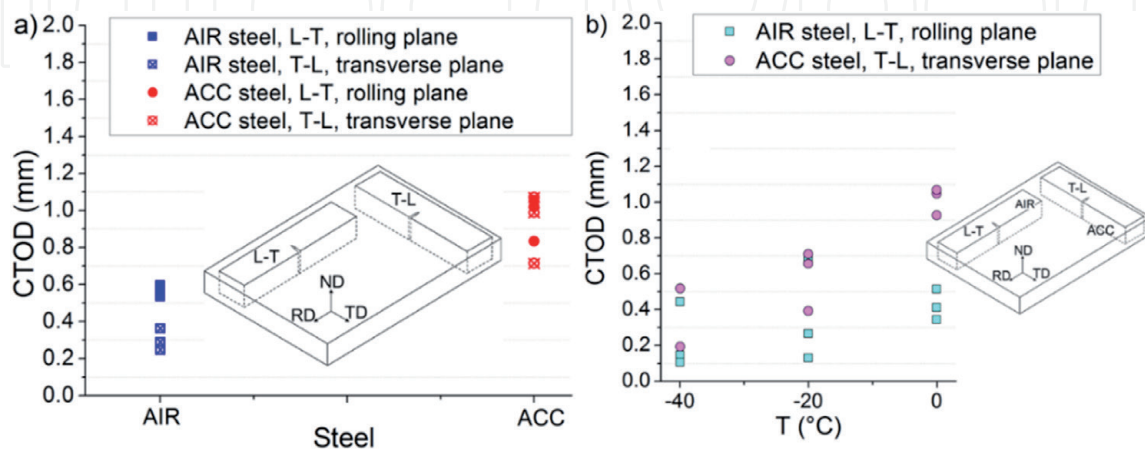 a)
AIR steel, L-T, rolling plane
AIR steel, T-L, transverse plane
ACC steel, L-T, rolling plane
ACC steel, T-L, transverse plane
CTOD (mm)
2.0
1.8
1.6
1.4
1.2
1.0
0.8
0.6
0.4
0.2
0.0
T-L
L-T
ND
RD TD
AIR ACC
Steel
b)
AIR steel, L-T, rolling plane
ACC steel, T-L, transverse plane
CTOD (mm)
2.0
1.8
1.6
1.4
1.2
1.0
0.8
0.6
0.4
0.2
0.0
T-L
AIR
L-T ACC
ND
RD TD
-40 -20 0
T (°C)